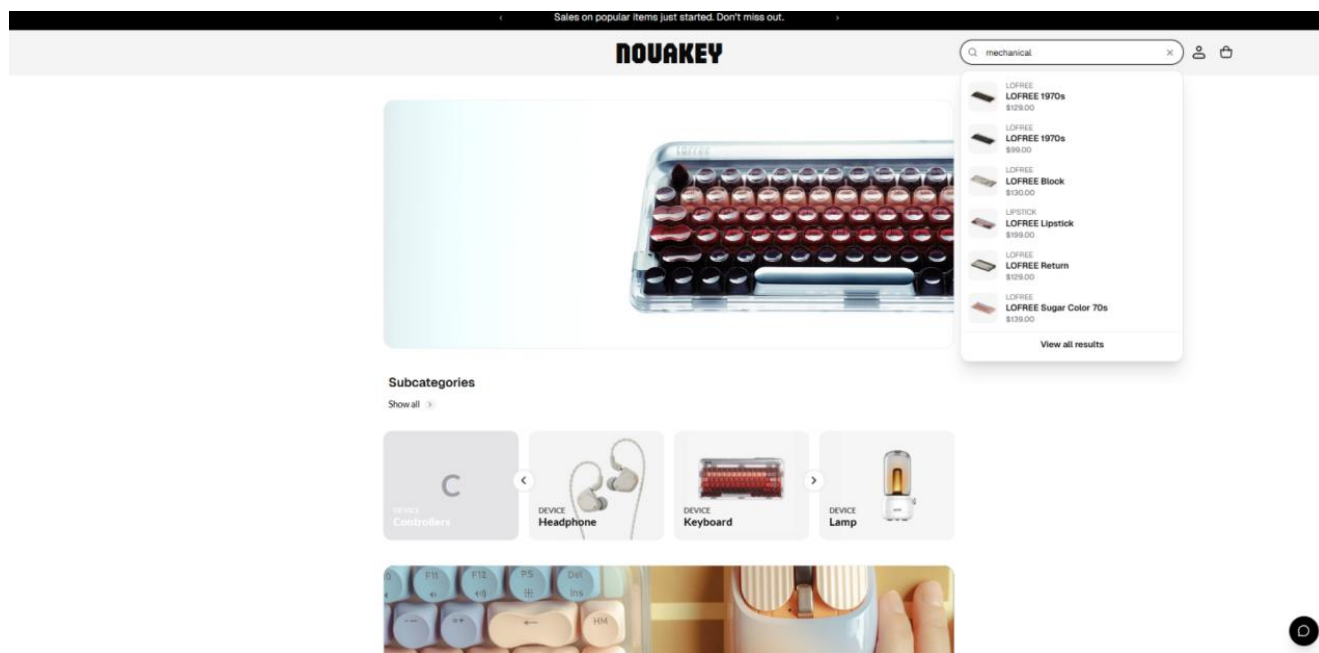 Sales on popular items just started. Don't miss out.
NOUAKEY
mechanical
LOFREE
LOFREE 1970s
$129.00
LOFREE
LOFREE 1970s
$99.00
LOFREE
LOFREE Block
$130.00
LIPSTICK
LOFREE Lipstick
$199.00
LOFREE
LOFREE Return
$129.00
LOFREE
LOFREE Sugar Color 70s
$139.00
View all results
LOFREE
Subcategories
Show all
C
DEVICE
Controllers
DEVICE
Headphone
DEVICE
Keyboard
DEVICE
Lamp
F11 F12 P.S Del
Ins
HM